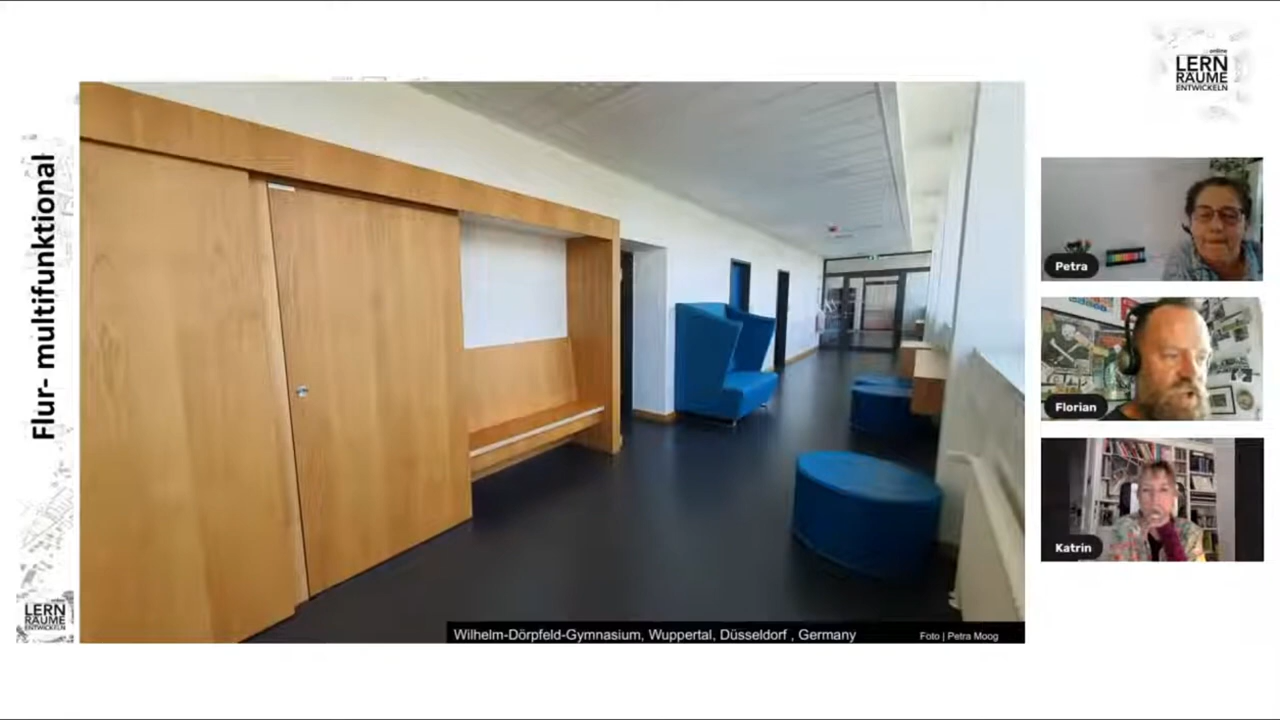 Flur- multifunktional
online
LERN
RÄUME
ENTWICKELN
Petra
Florian
Katrin
LERN
RÄUME
ENTWICKELN
Wilhelm-Dörpfeld-Gymnasium, Wuppertal, Düsseldorf , Germany
Foto | Petra Moog